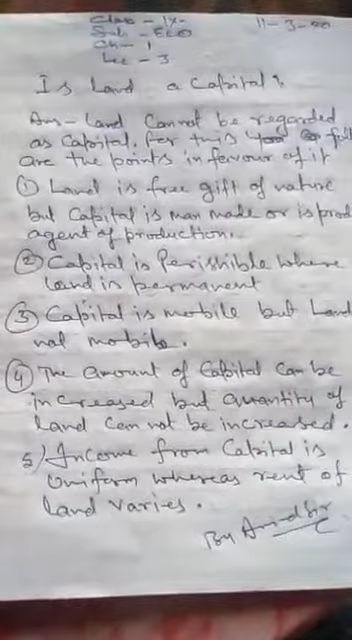 Class - IX-
11-3-20
Sub - ECO
Ch - 1
Lec - 3
Is Land a Capital?
Ans - Land Cannot be regarded
as Capital. For this
are the points in favour of it
① Land is free gift of nature
but Capital is man made or is prod
agent of production.
② Capital is Perishible where
land is permanent
③ Capital is mobile but Land
not mobile.
④ The amount of Capital Can be
increased but quantity of
land Can not be increased.
5) Income from Capital is
Uniform whereas rent of
land varies.
By